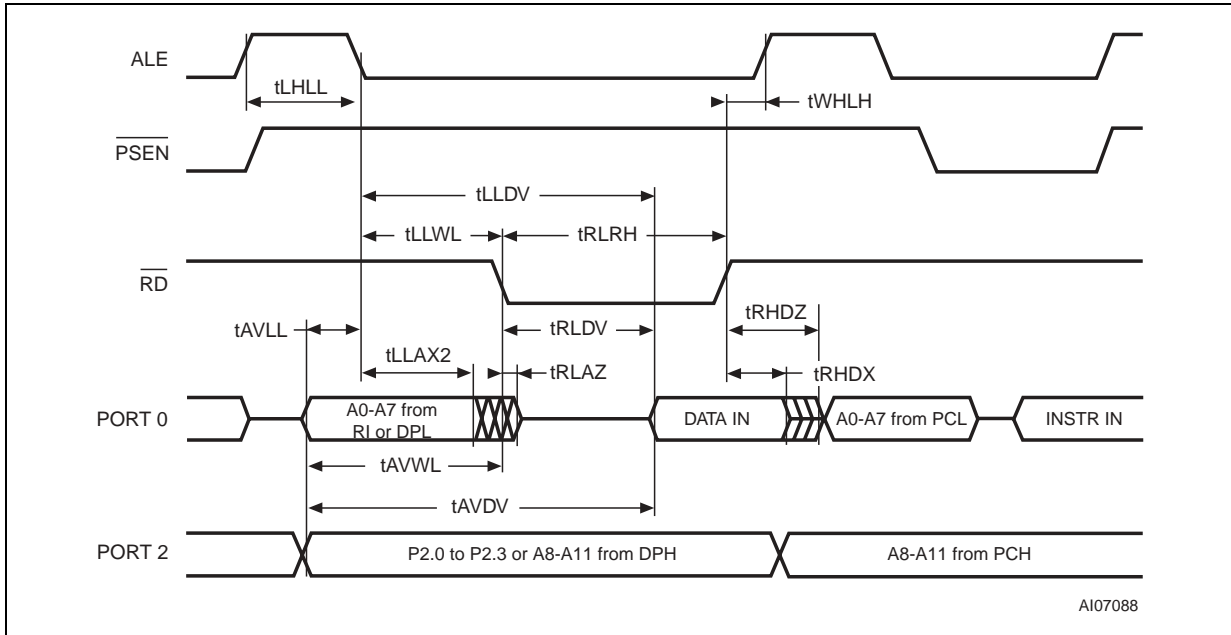 ALE
tLHLL
tWHLH
PSEN
tLLDV
tLLWL
tRLRH
RD
tAVLL
tRLDV
tRHDZ
tLLAX2
tRLAZ
tRHDX
PORT 0
A0-A7 from
RI or DPL
DATA IN
A0-A7 from PCL
INSTR IN
tAVWL
tAVDV
PORT 2
P2.0 to P2.3 or A8-A11 from DPH
A8-A11 from PCH
AI07088